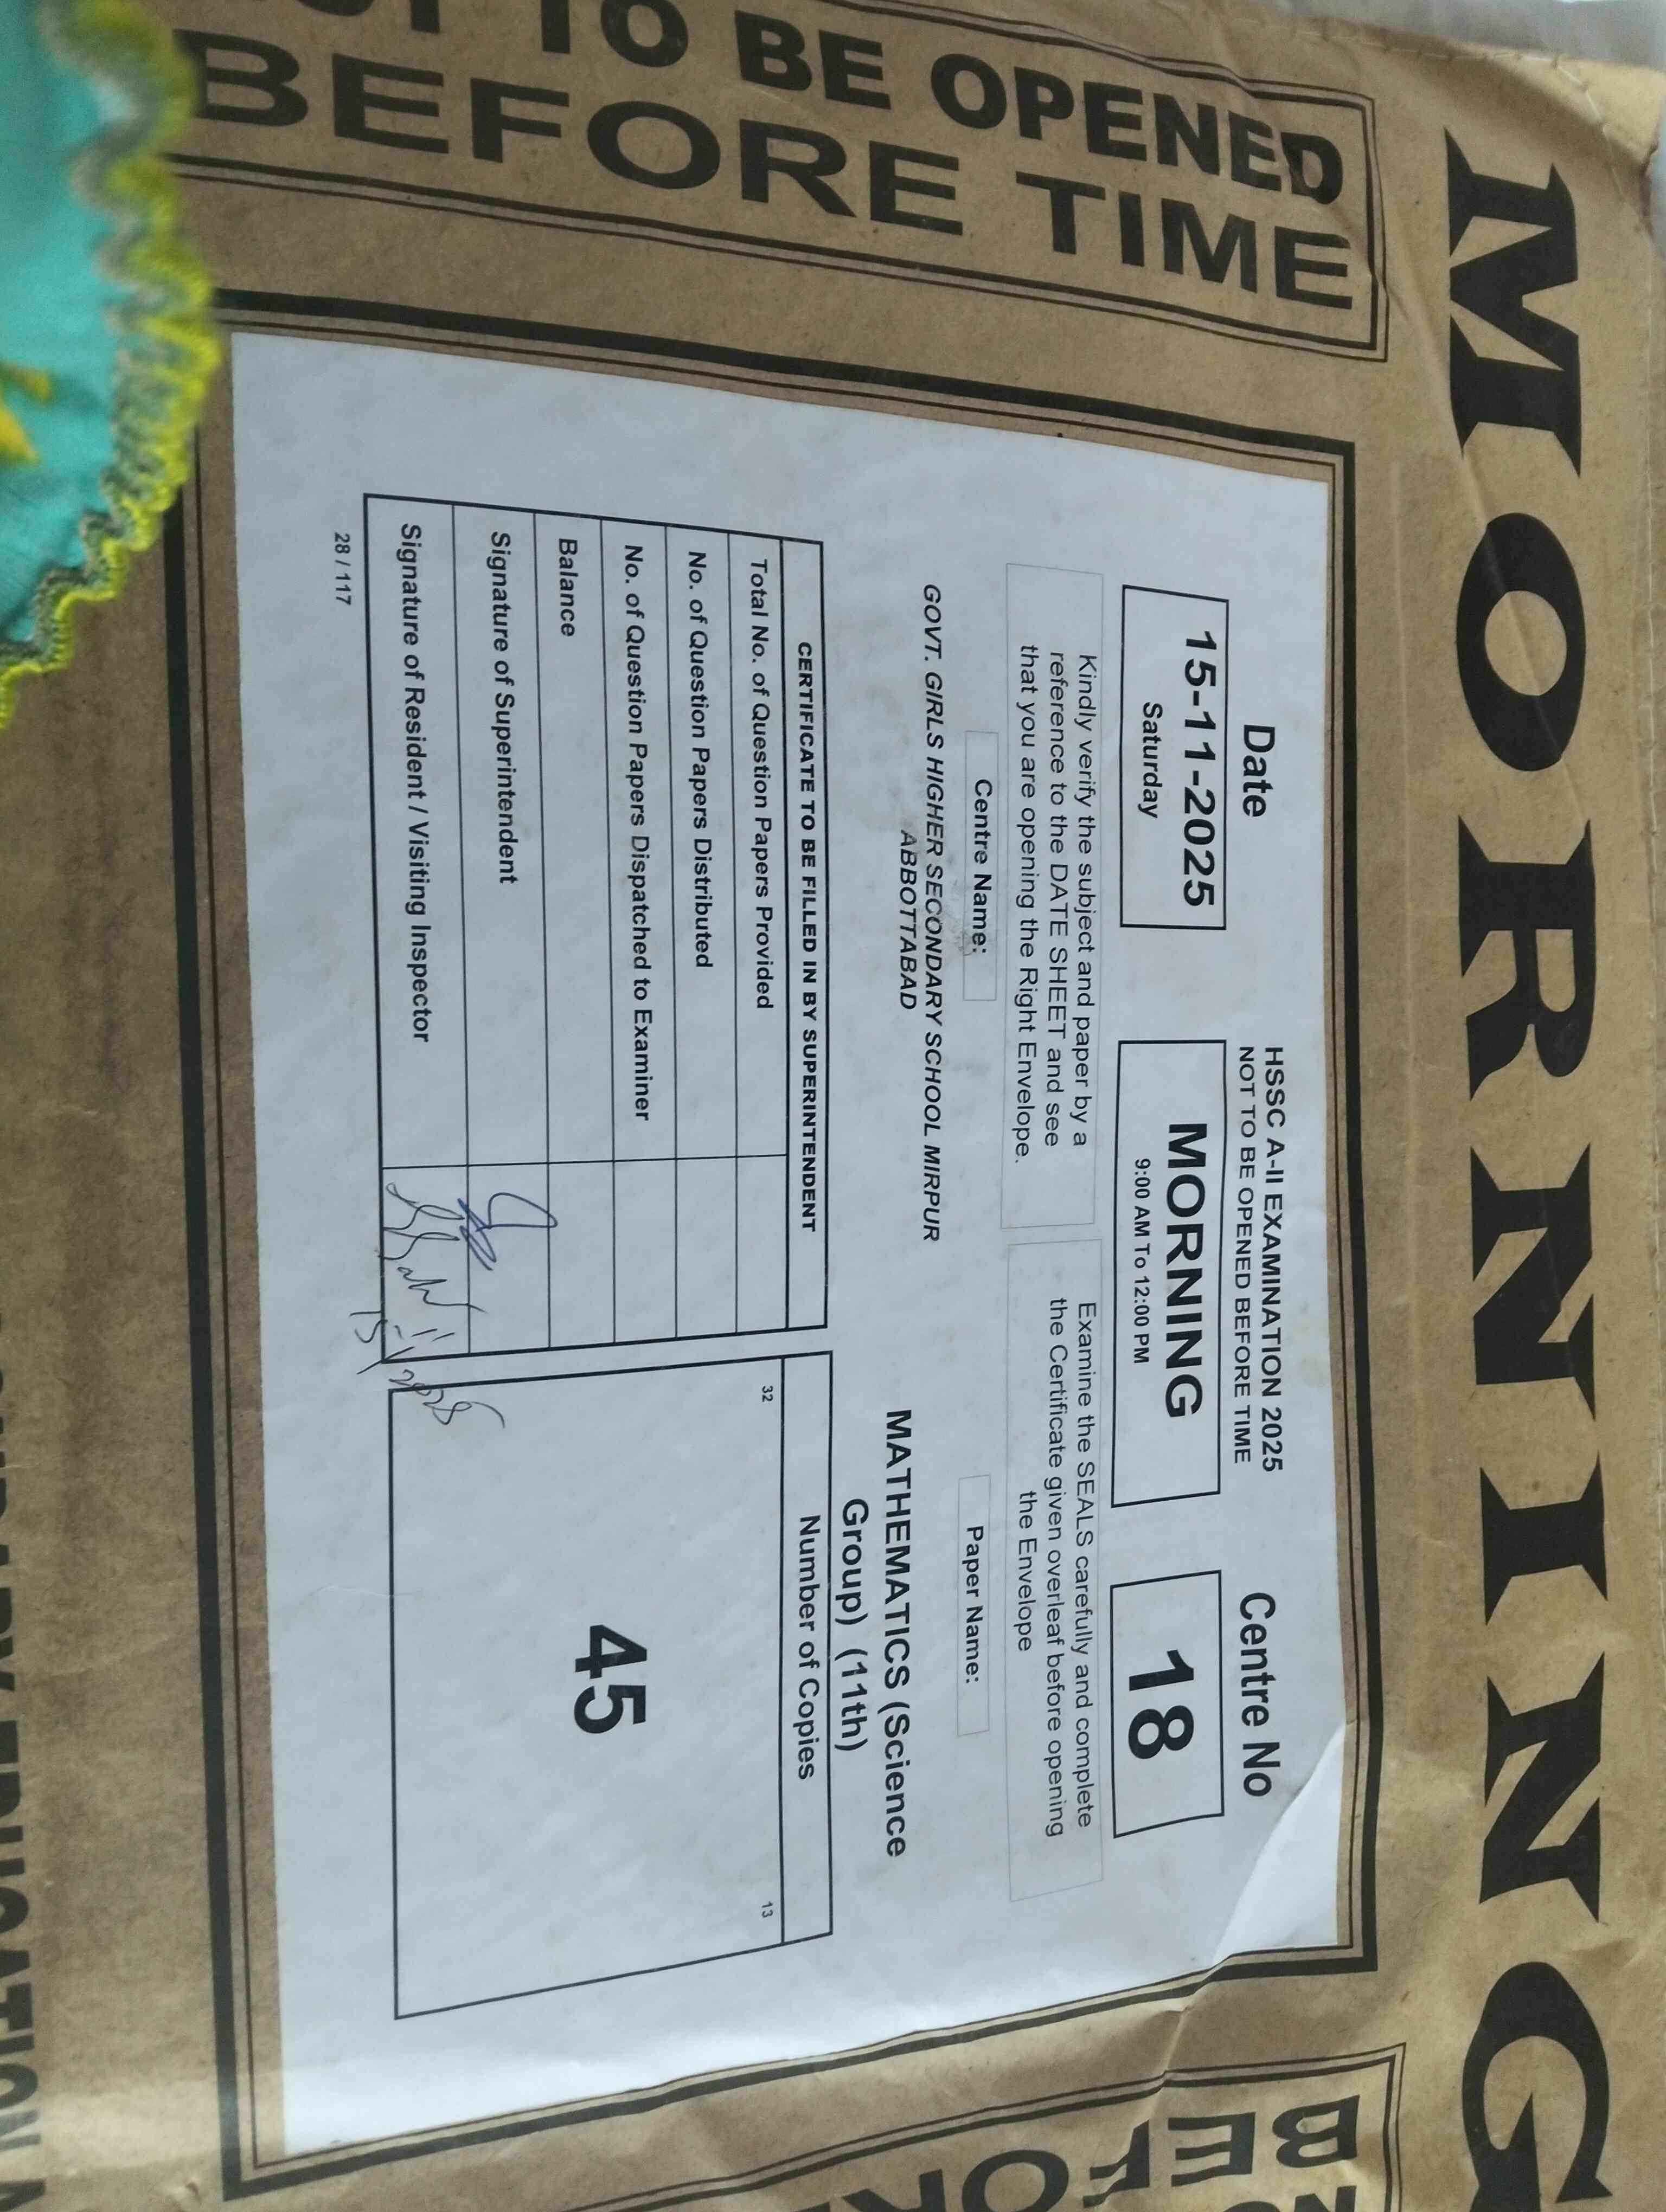 MORNING
TO BE OPENED
BEFORE TIME
Date
HSSC A-II EXAMINATION 2025
NOT TO BE OPENED BEFORE TIME
Centre No
15-11-2025
Saturday
MORNING
9:00 AM To 12:00 PM
18
Kindly verify the subject and paper by a
reference to the DATE SHEET and see
that you are opening the Right Envelope.
Examine the SEALS carefully and complete
the Certificate given overleaf before opening
the Envelope
Centre Name:
GOVT. GIRLS HIGHER SECONDARY SCHOOL MIRPUR
ABBOTTABAD
Paper Name:
MATHEMATICS (Science
Group) (11th)
CERTIFICATE TO BE FILLED IN BY SUPERINTENDENT
Total No. of Question Papers Provided
No. of Question Papers Distributed
No. of Question Papers Dispatched to Examiner
Balance
Signature of Superintendent
Signature of Resident / Visiting Inspector
Number of Copies
32
13
45
28 / 117